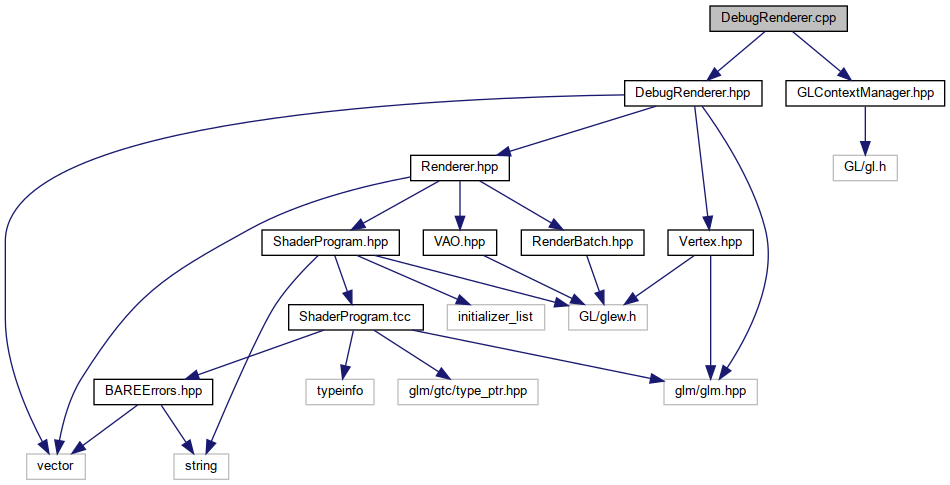 DebugRenderer.cpp
DebugRenderer.hpp
GLContextManager.hpp
Renderer.hpp
GL/gl.h
ShaderProgram.hpp
VAO.hpp
RenderBatch.hpp
Vertex.hpp
ShaderProgram.tcc
initializer_list
GL/glew.h
BAREErrors.hpp
typeinfo
glm/gtc/type_ptr.hpp
glm/glm.hpp
vector
string